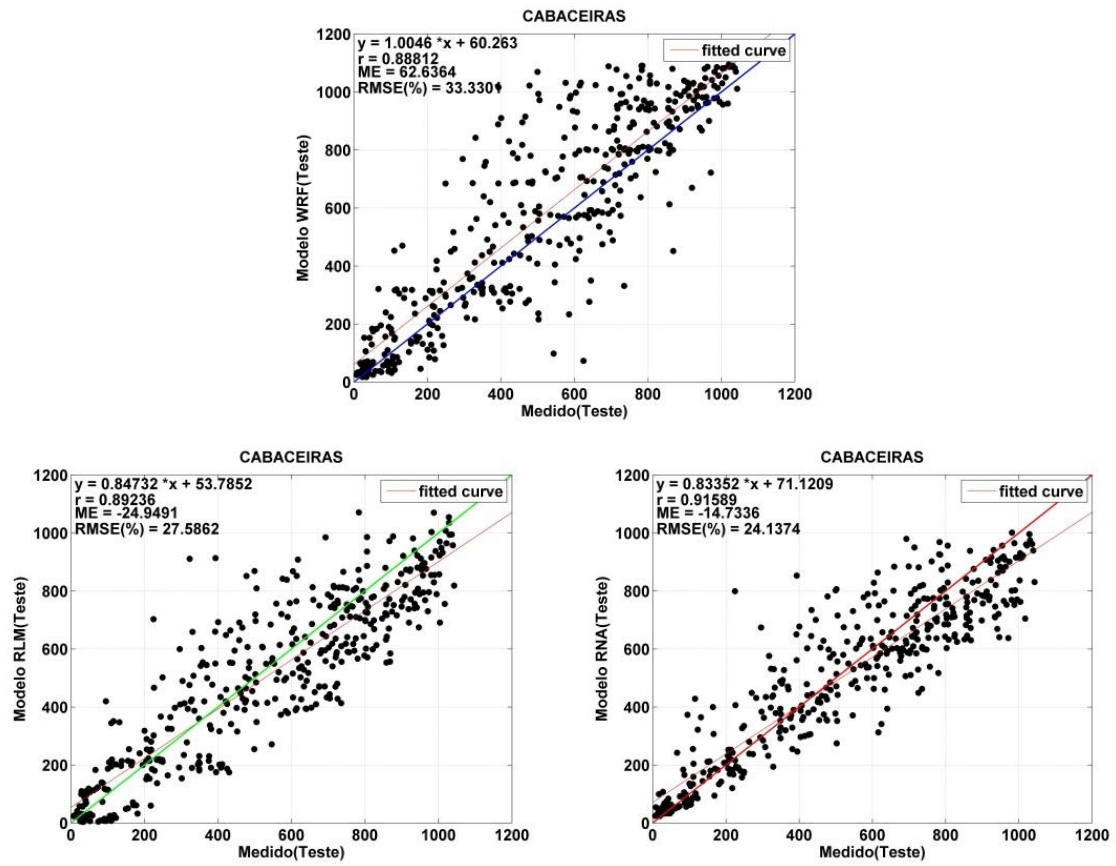 CABACEIRAS
y = 1.0046 *x + 60.263
r = 0.88812
ME = 62.6364
RMSE(%) = 33.3301
fitted curve
Modelo WRF(Teste)
1200
1000
800
600
400
200
0
0 200 400 600 800 1000 1200
Medido(Teste)
CABACEIRAS
y = 0.84732 *x + 53.7852
r = 0.89236
ME = -24.9491
RMSE(%) = 27.5862
fitted curve
Modelo RLM(Teste)
1200
1000
800
600
400
200
0
0 200 400 600 800 1000 1200
Medido(Teste)
CABACEIRAS
y = 0.83352 *x + 71.1209
r = 0.91589
ME = -14.7336
RMSE(%) = 24.1374
fitted curve
Modelo RNA(Teste)
1200
1000
800
600
400
200
0
0 200 400 600 800 1000 1200
Medido(Teste)